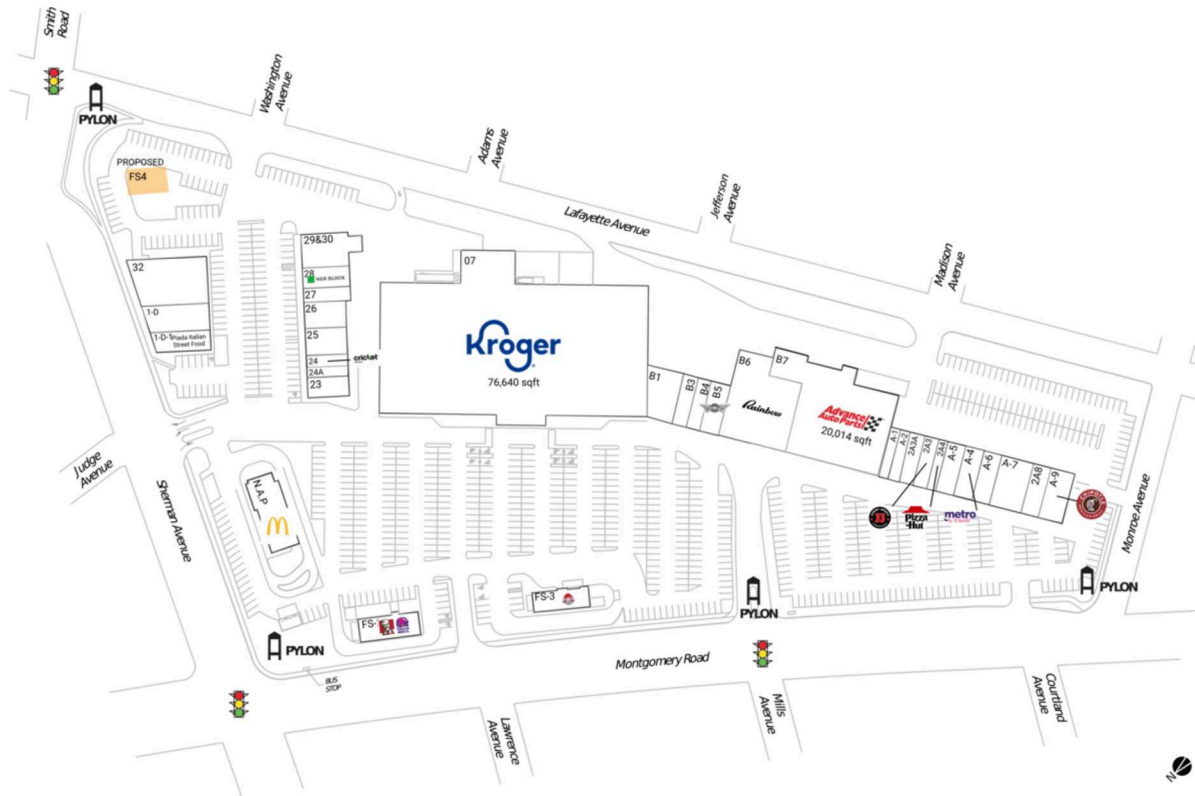 Smith
Road
Washington
Avenue
PYLON
Adams
Avenue
PROPOSED
FS4
Jefferson
Avenue
Lafayette Avenue
Madison
Avenue
29&30
32
07
28
H&R BLOCK
27
26
1-D
25
1-D-1
Piada Italian
Street Food
Kroger
76,640 sqft
24
cricket
24A
23
B1
B3
B4
B5
B6
B7
Rainbow
Advance
Auto Parts
20,014 sqft
A-1
A-2
2A3A
2A3
2A4
A-5
A-4
A-6
A-7
2A8
A-9
CHIPOTLE
JJ
Pizza
Hut
metro
Judge
Avenue
Sherman Avenue
N.A.P
Monroe Avenue
FS-3
PYLON
PYLON
FS-
KFC
PYLON
Montgomery Road
BUS
STOP
Lawrence
Avenue
Mills
Avenue
Courtland
Avenue
N